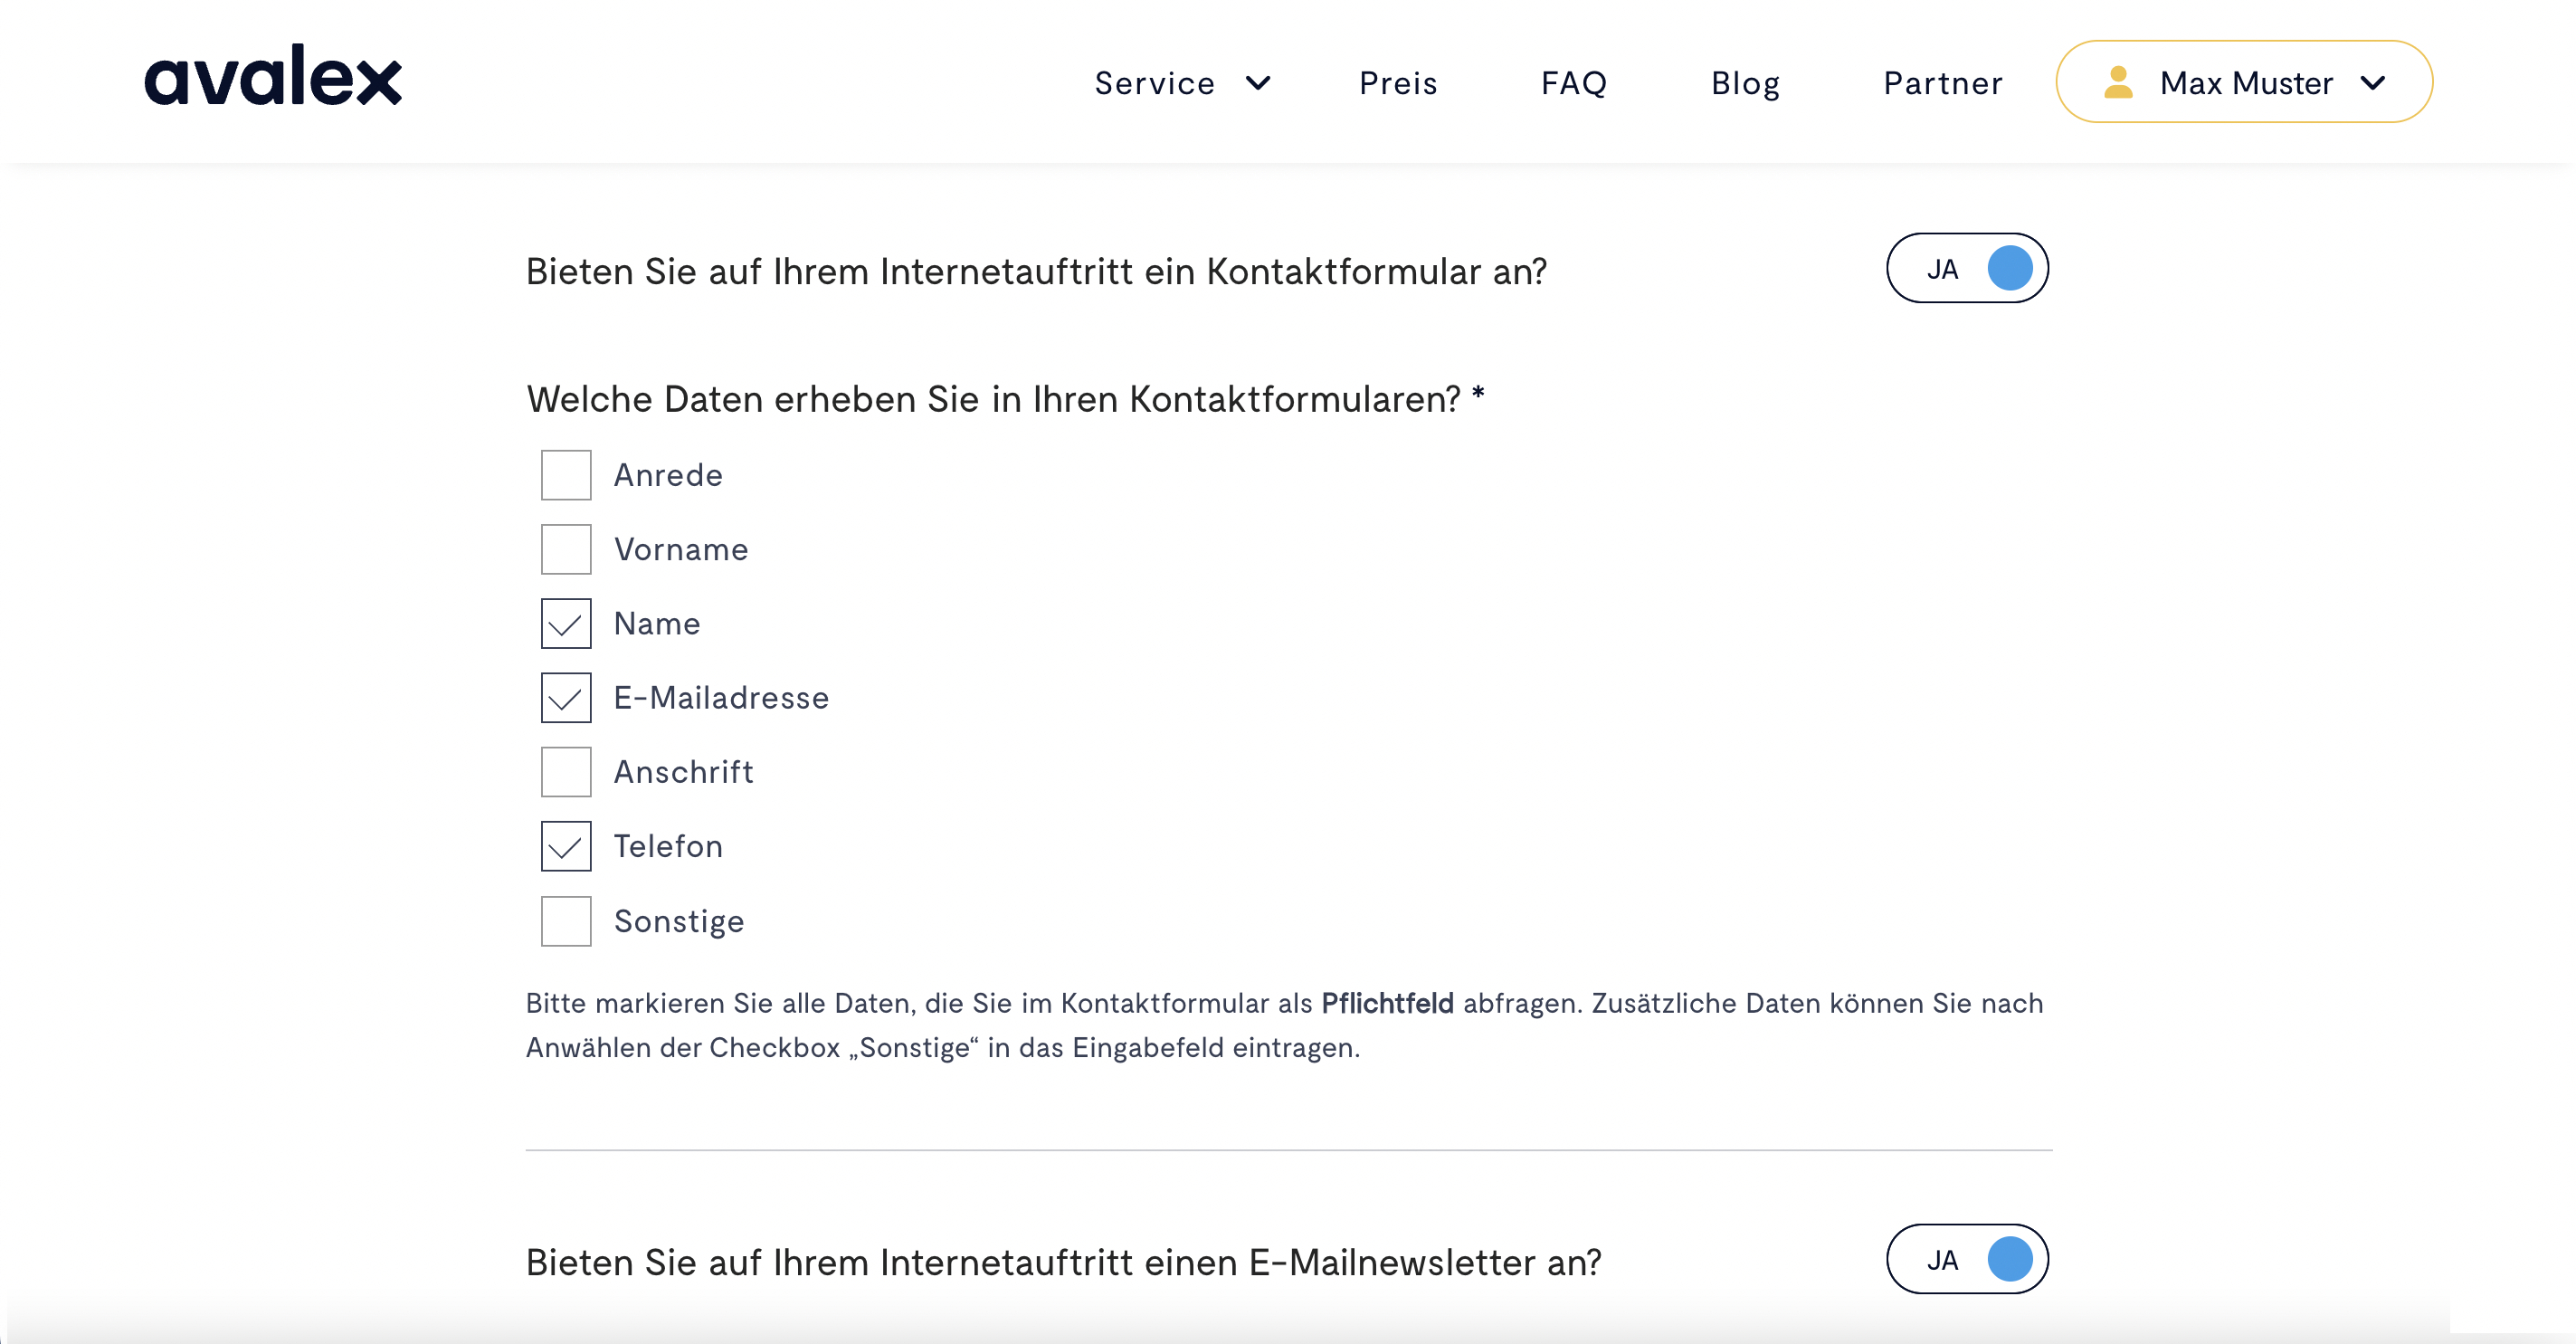 avalex
Service Preis FAQ Blog Partner Max Muster
Bieten Sie auf Ihrem Internetauftritt ein Kontaktformular an?
JA
Welche Daten erheben Sie in Ihren Kontaktformularen? *
Anrede
Vorname
Name
E-Mailadresse
Anschrift
Telefon
Sonstige
Bitte markieren Sie alle Daten, die Sie im Kontaktformular als Pflichtfeld abfragen. Zusätzliche Daten können Sie nach
Anwählen der Checkbox „Sonstige“ in das Eingabefeld eintragen.
Bieten Sie auf Ihrem Internetauftritt einen E-Mailnewsletter an?
JA